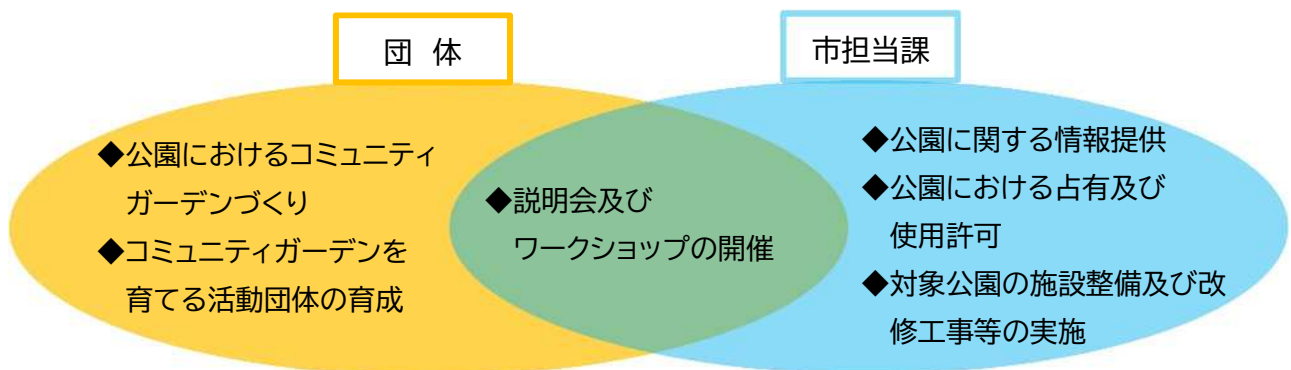 団 体
◆公園におけるコミュニティ
ガーデンづくり
◆コミュニティガーデンを
育てる活動団体の育成
◆説明会及び
ワークショップの開催
市担当課
◆公園に関する情報提供
◆公園における占有及び
使用許可
◆対象公園の施設整備及び改
修工事等の実施